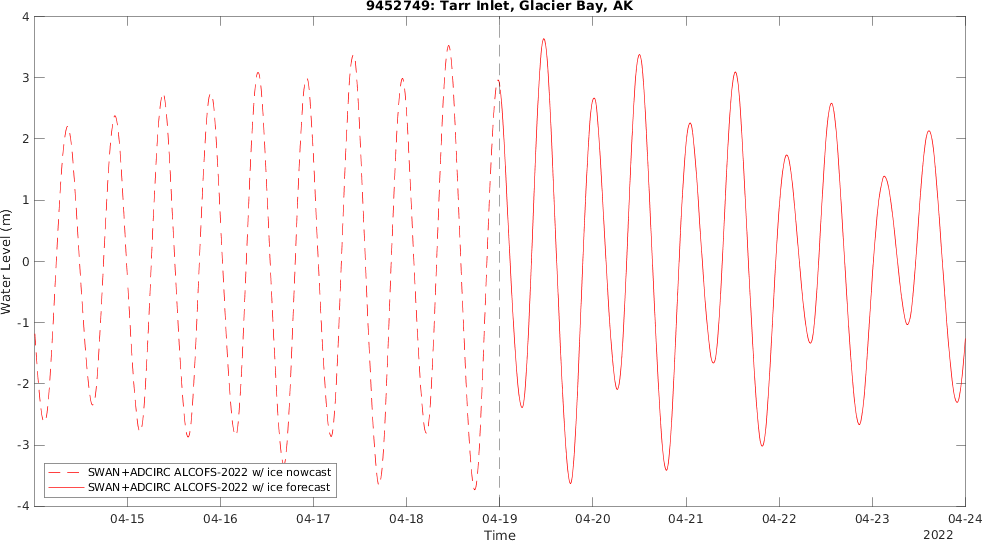 9452749: Tarr Inlet, Glacier Bay, AK
4
3
2
1
0
-1
-2
-3
-4
Water Level (m)
SWAN+ADCIRC ALCOFS-2022 w/ ice nowcast
SWAN+ADCIRC ALCOFS-2022 w/ ice forecast
04-15 04-16 04-17 04-18 04-19 04-20 04-21 04-22 04-23 04-24
Time
2022